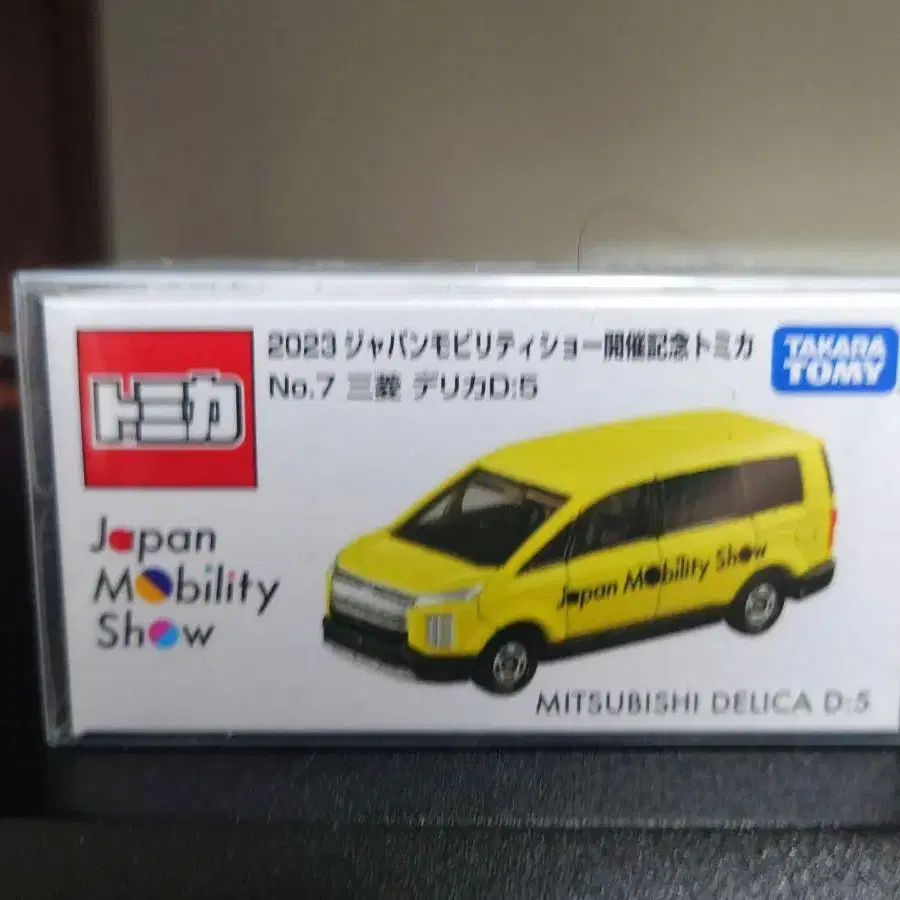 2023 ジャパンモビリティショー開催記念トミカ
No.7 三菱 デリカD:5
トミカ
TAKARA
TOMY
Japan
Mobility
Show
Japan Mobility Show
MITSUBISHI DELICA D:5